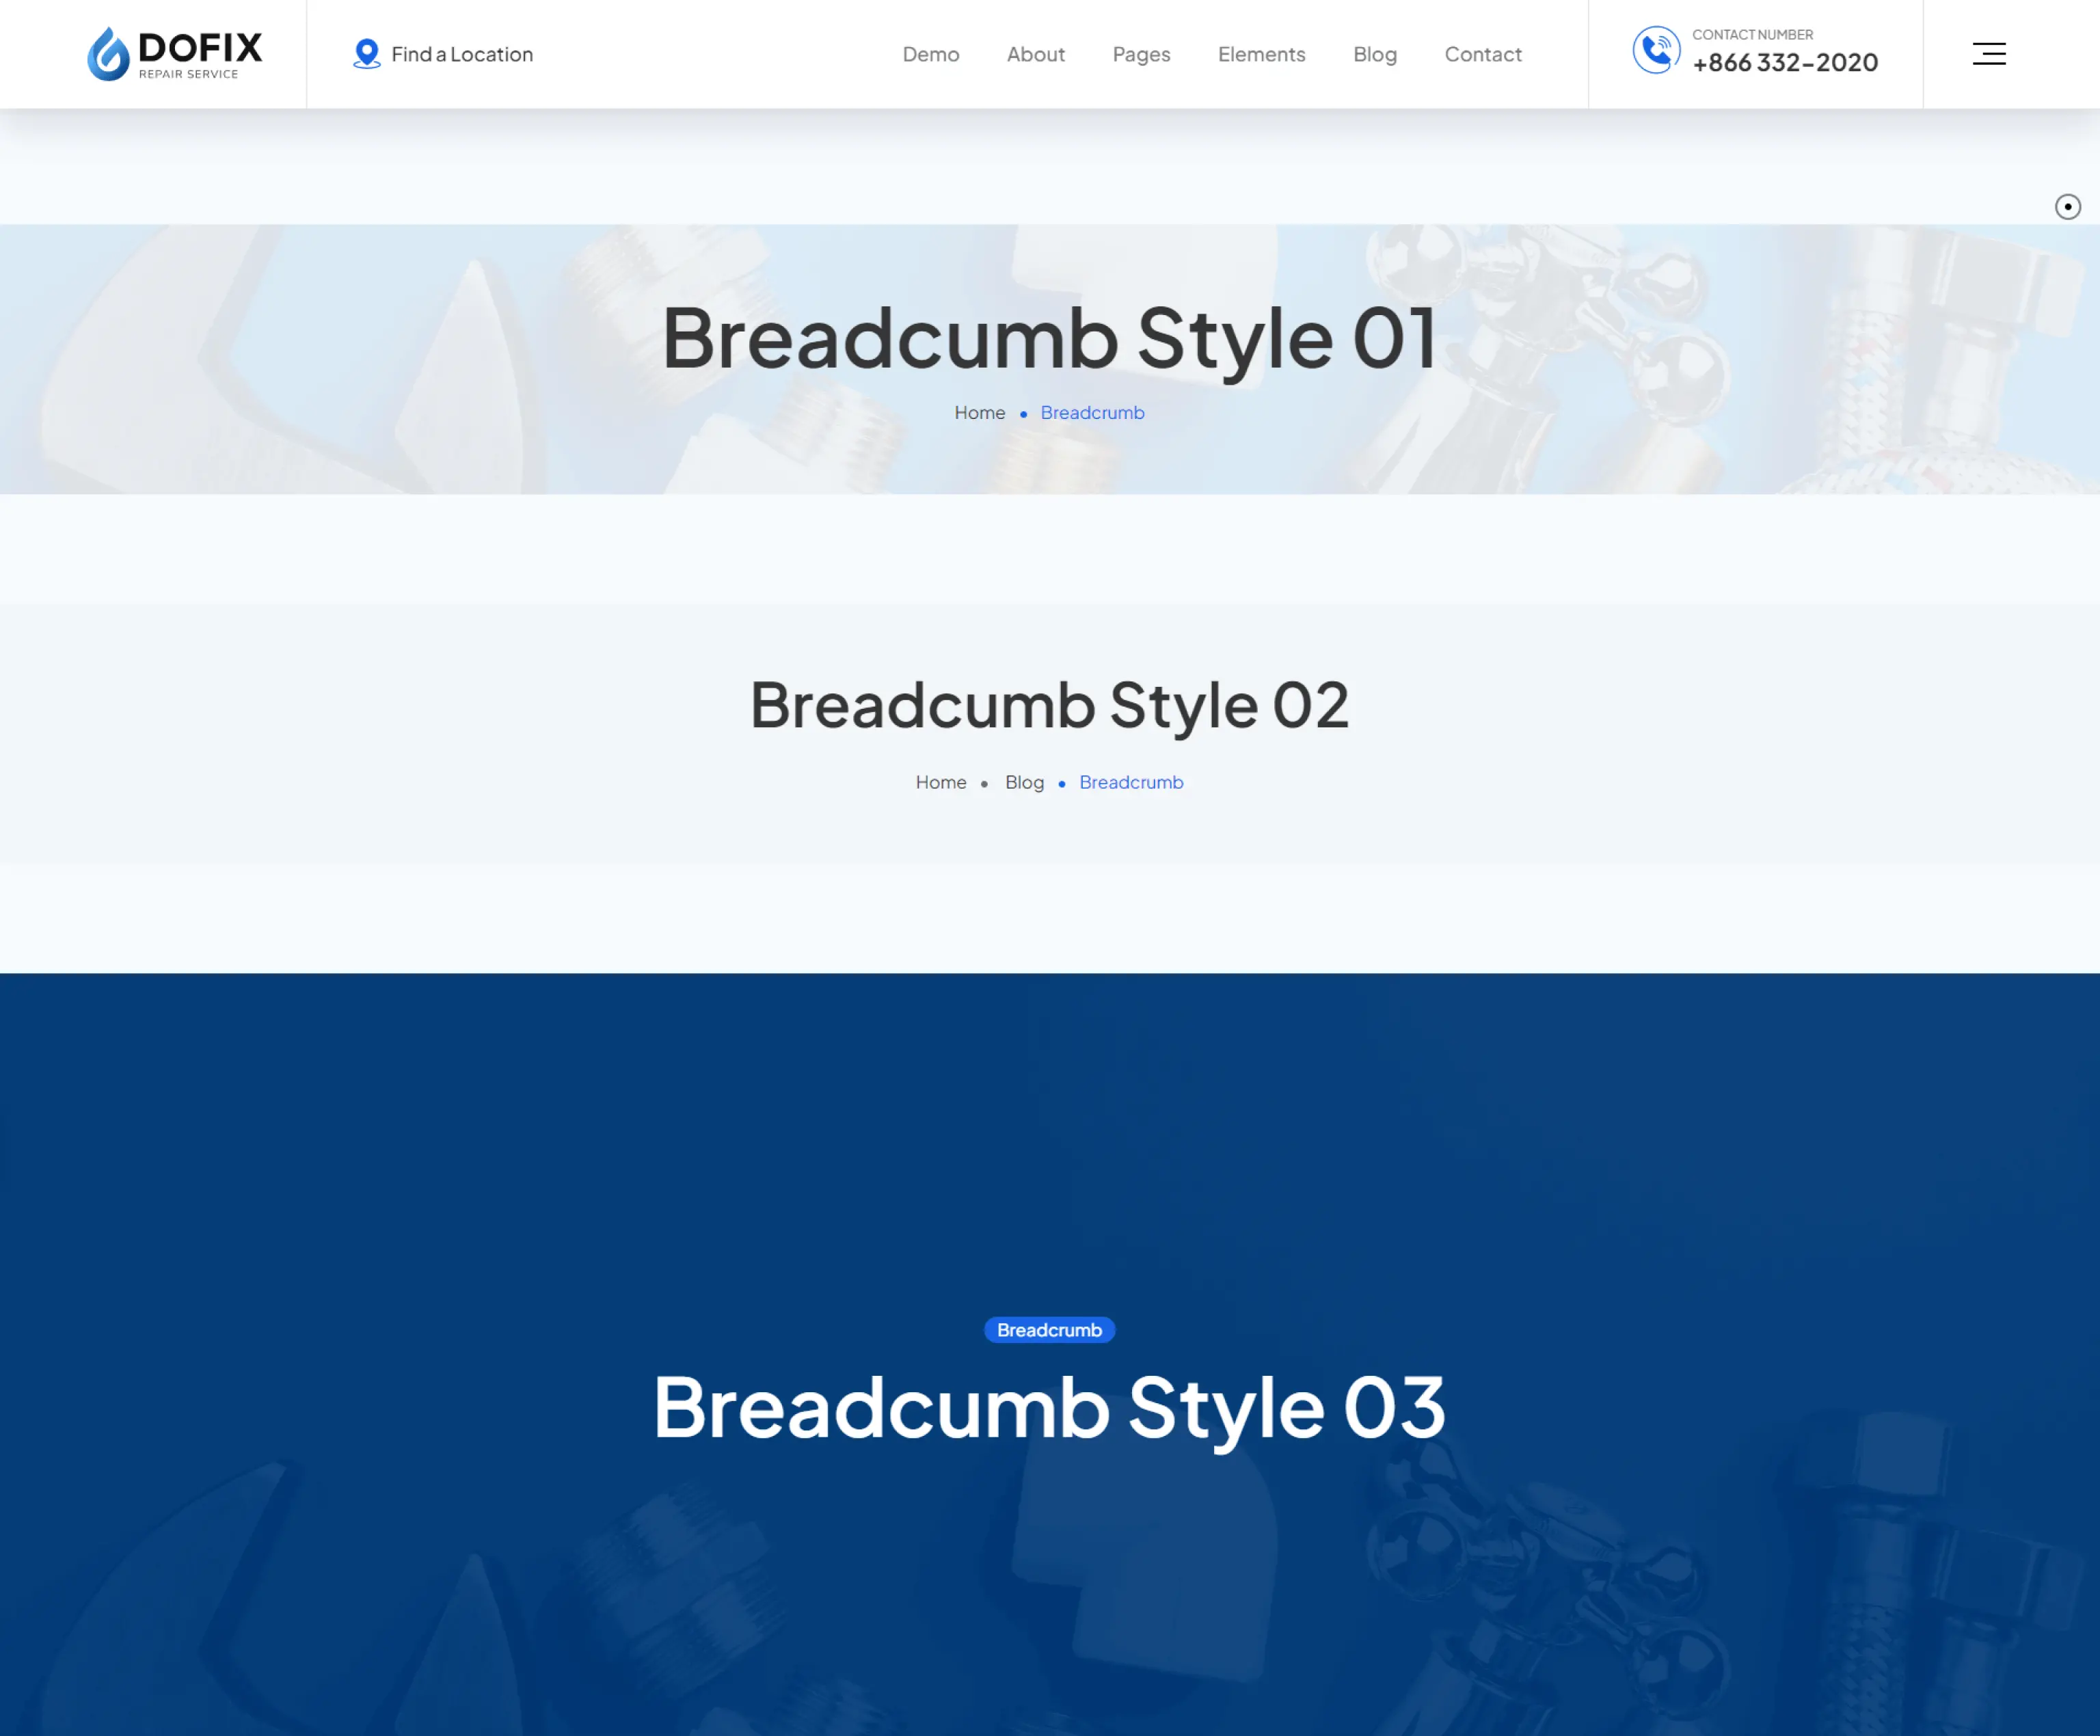 DOFIX
REPAIR SERVICE
Find a Location
Demo About Pages Elements Blog Contact
CONTACT NUMBER
+866 332-2020
Breadcumb Style 01
Home • Breadcrumb
Breadcumb Style 02
Home • Blog • Breadcrumb
Breadcrumb
Breadcumb Style 03